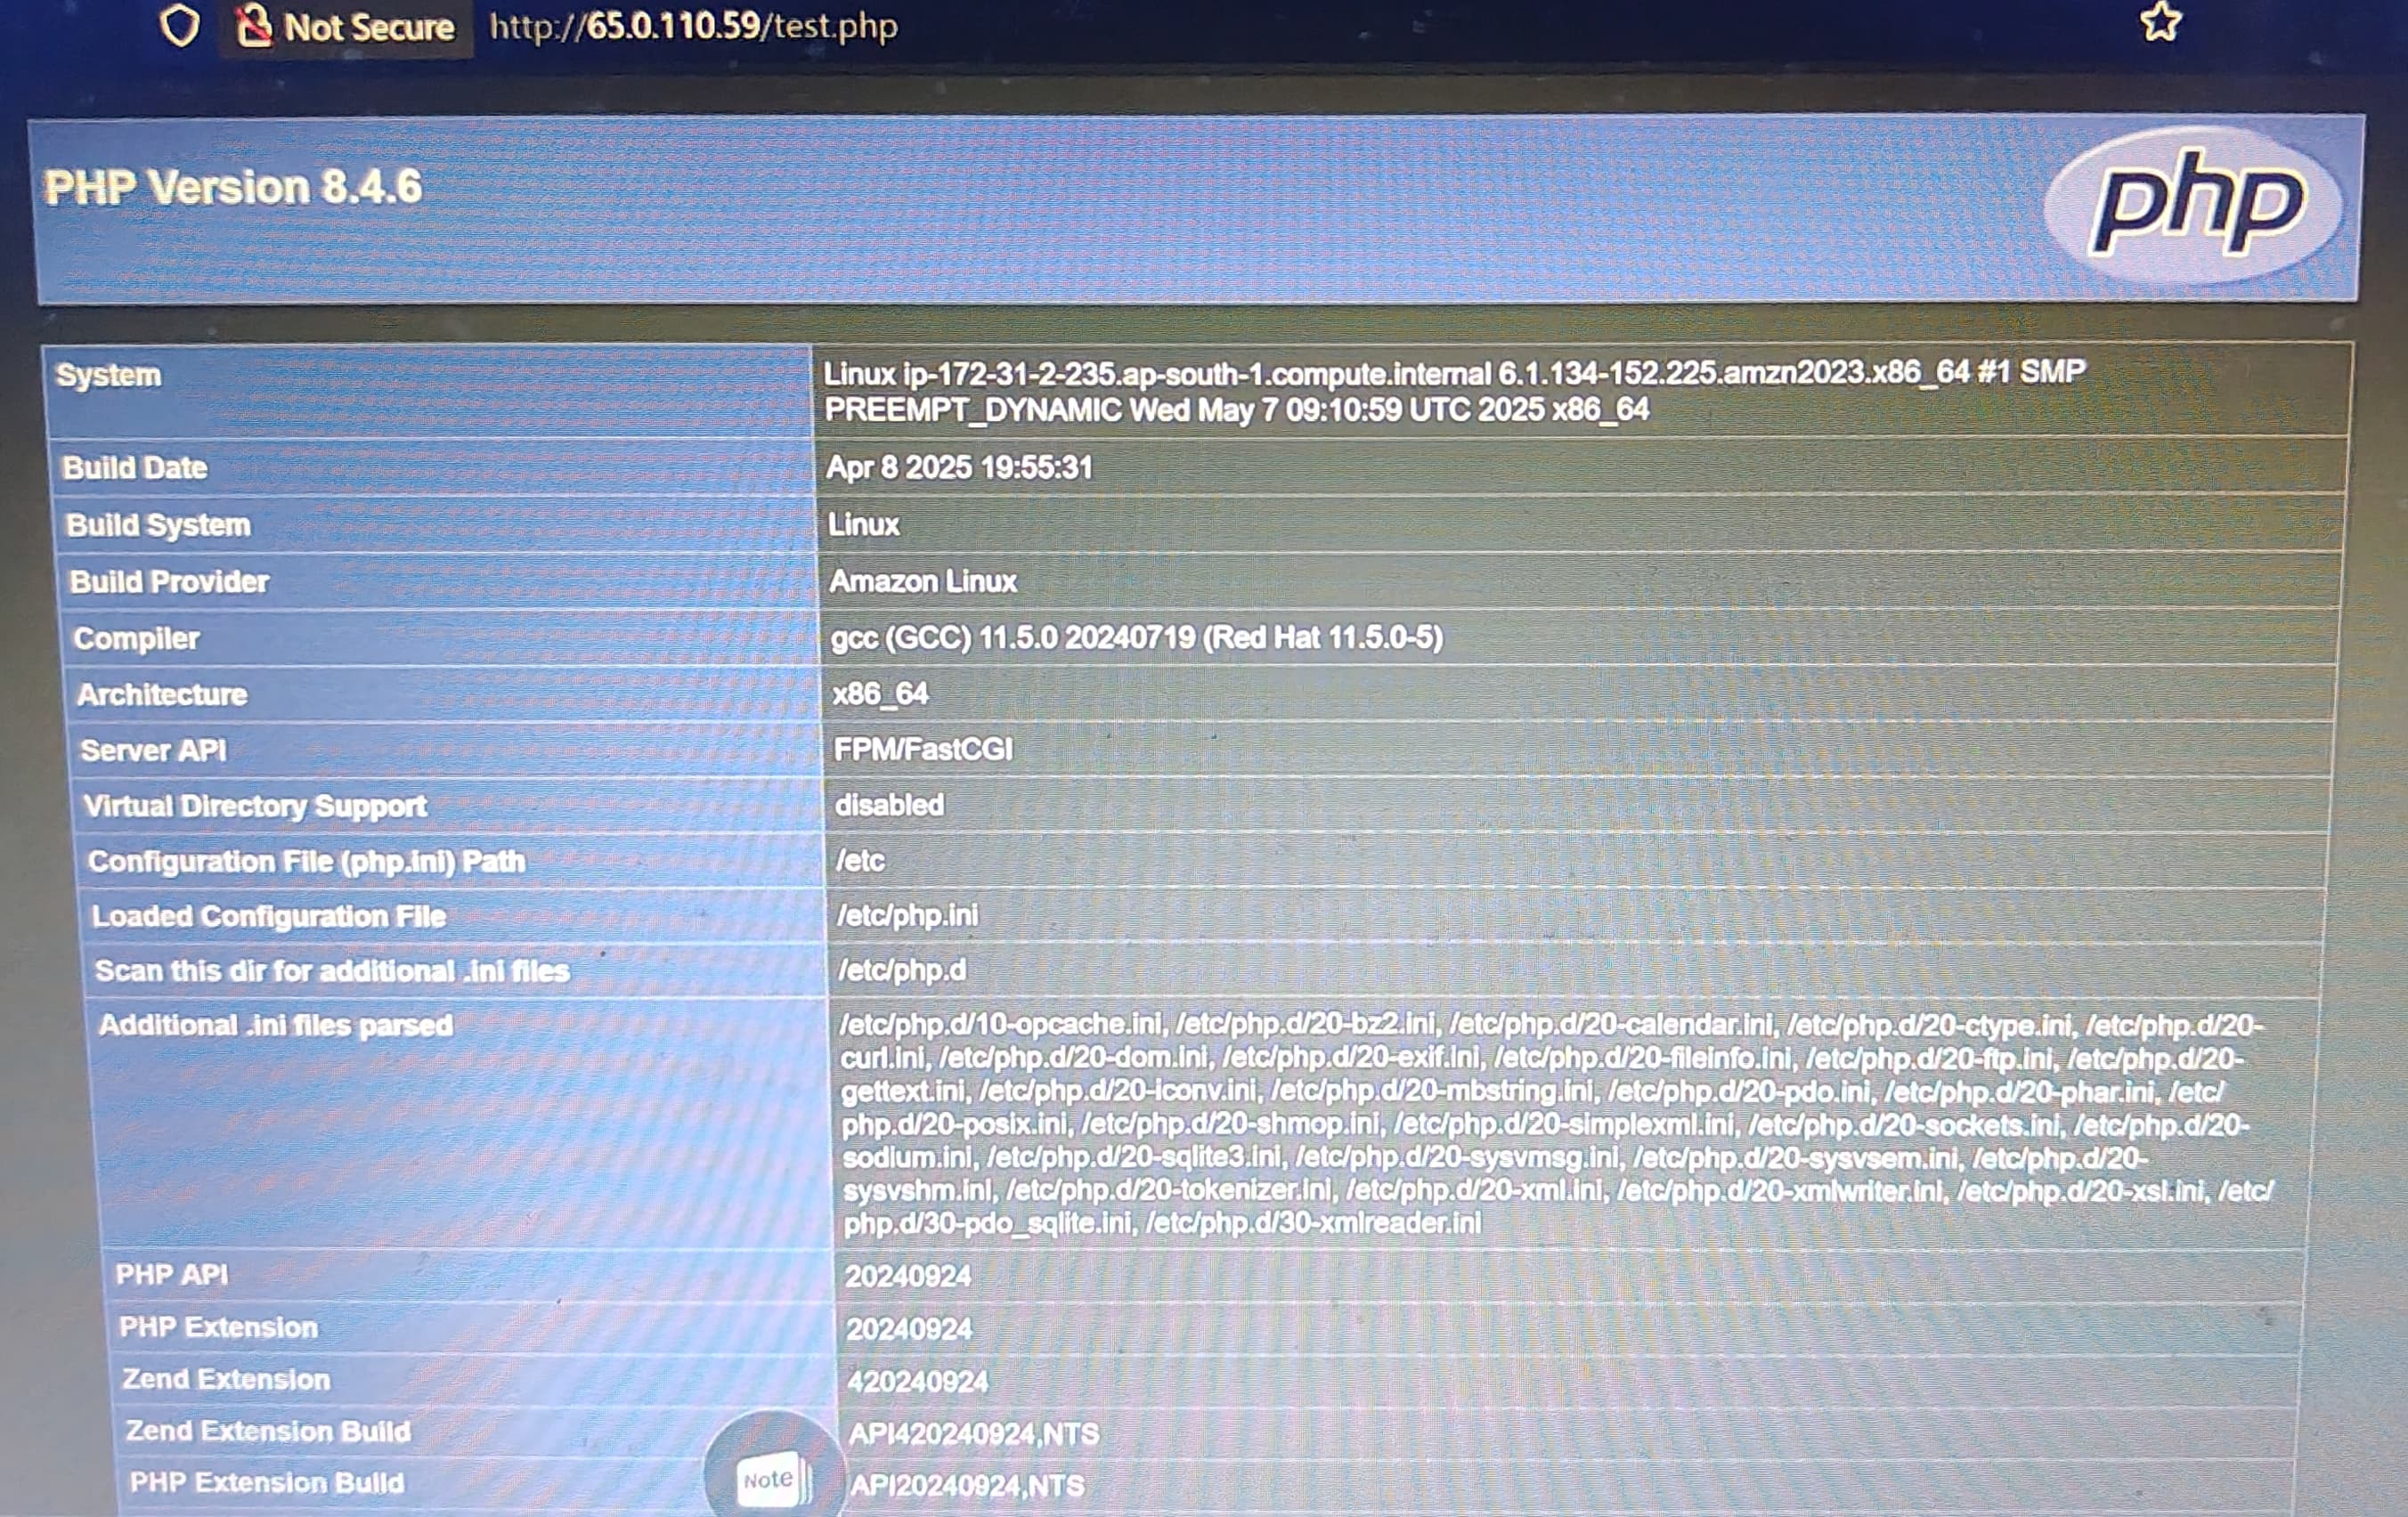 Not Secure http://65.0.110.59/test.php
PHP Version 8.4.6
php
System
Linux ip-172-31-2-235.ap-south-1.compute.internal 6.1.134-152.225.amzn2023.x86_64 #1 SMP
PREEMPT_DYNAMIC Wed May 7 09:10:59 UTC 2025 x86_64
Build Date Apr 8 2025 19:55:31
Build System Linux
Build Provider Amazon Linux
Compiler gcc (GCC) 11.5.0 20240719 (Red Hat 11.5.0-5)
Architecture x86_64
Server API FPM/FastCGI
Virtual Directory Support disabled
Configuration File (php.ini) Path /etc
Loaded Configuration File /etc/php.ini
Scan this dir for additional .ini files /etc/php.d
Additional .ini files parsed
/etc/php.d/10-opcache.ini, /etc/php.d/20-bz2.ini, /etc/php.d/20-calendar.ini, /etc/php.d/20-ctype.ini, /etc/php.d/20-
curl.ini, /etc/php.d/20-dom.ini, /etc/php.d/20-exif.ini, /etc/php.d/20-fileinfo.ini, /etc/php.d/20-ftp.ini, /etc/php.d/20-
gettext.ini, /etc/php.d/20-iconv.ini, /etc/php.d/20-mbstring.ini, /etc/php.d/20-pdo.ini, /etc/php.d/20-phar.ini, /etc/
php.d/20-posix.ini, /etc/php.d/20-shmop.ini, /etc/php.d/20-simplexml.ini, /etc/php.d/20-sockets.ini, /etc/php.d/20-
sodium.ini, /etc/php.d/20-sqlite3.ini, /etc/php.d/20-sysvmsg.ini, /etc/php.d/20-sysvsem.ini, /etc/php.d/20-
sysvshm.ini, /etc/php.d/20-tokenizer.ini, /etc/php.d/20-xml.ini, /etc/php.d/20-xmlwriter.ini, /etc/php.d/20-xsl.ini, /etc/
php.d/30-pdo_sqlite.ini, /etc/php.d/30-xmlreader.ini
PHP API 20240924
PHP Extension 20240924
Zend Extension 420240924
Zend Extension Build API420240924,NTS
PHP Extension Build API20240924,NTS
Note